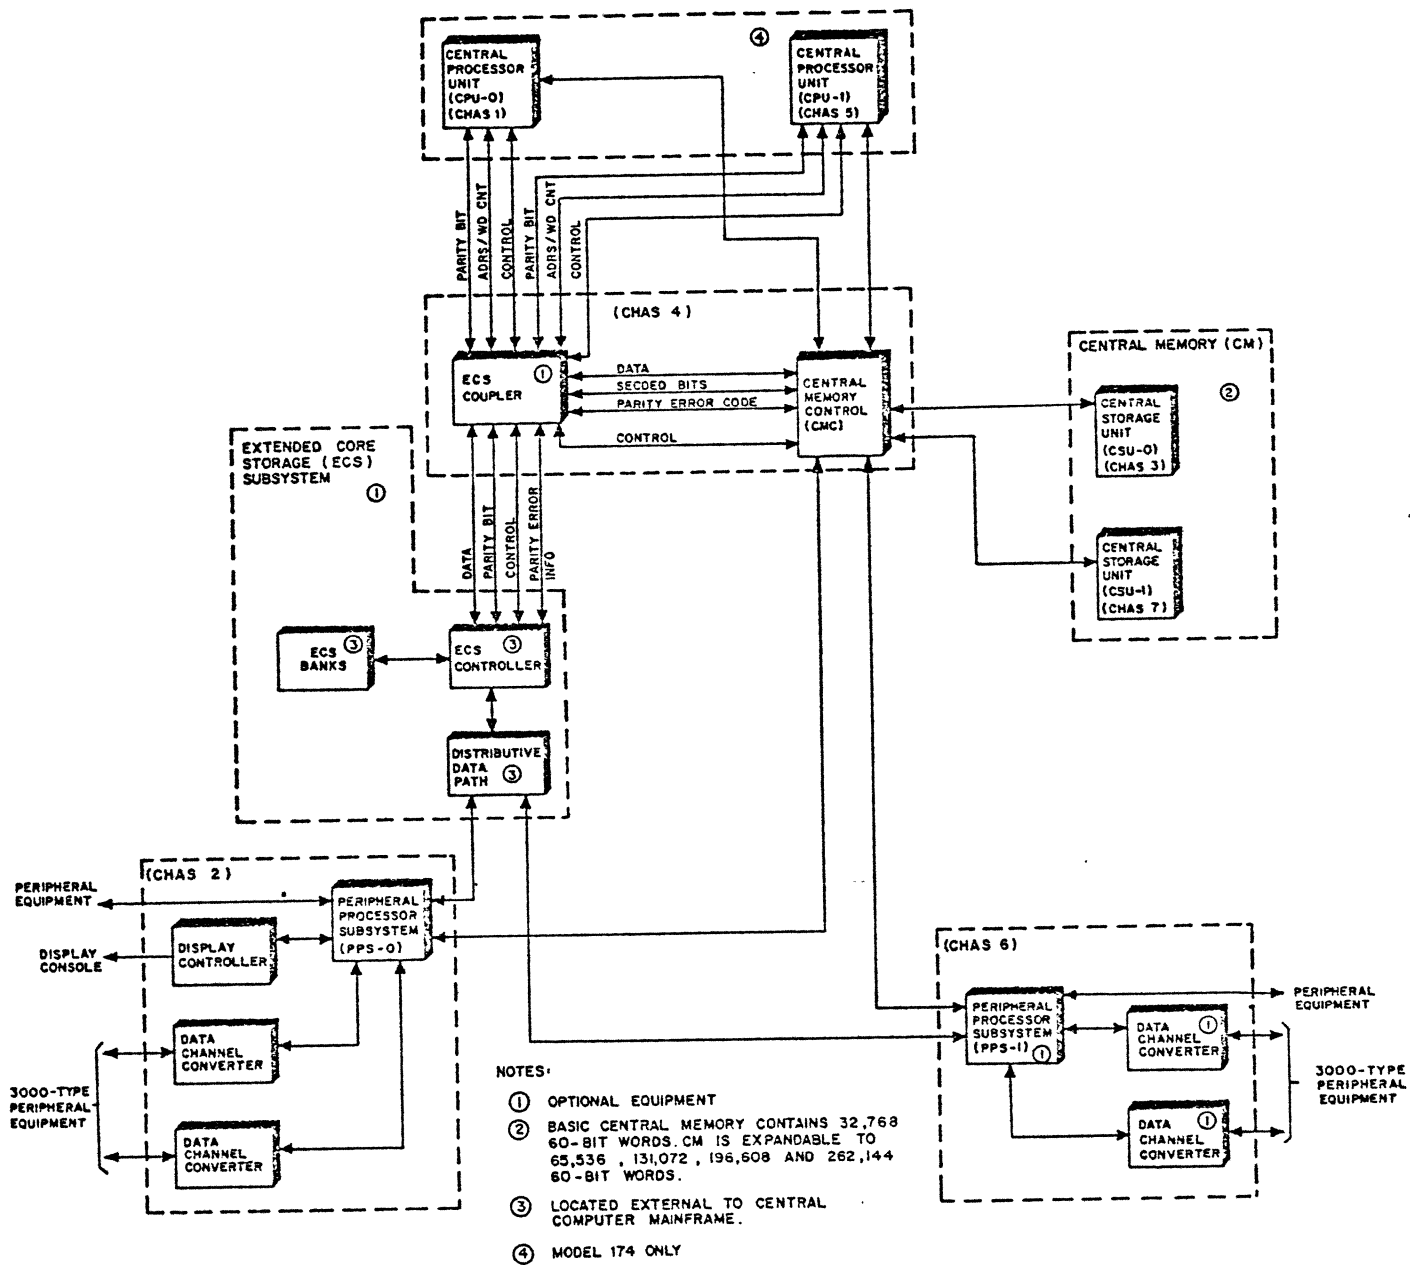 ④
CENTRAL
PROCESSOR
UNIT
(CPU-0)
(CHAS 1)
CENTRAL
PROCESSOR
UNIT
(CPU-1)
(CHAS 5)
PARITY BIT
ADRS/WD CNT
CONTROL
PARITY BIT
ADRS/WD CNT
CONTROL
(CHAS 4)
ECS
COUPLER
①
DATA
SECDED BITS
PARITY ERROR CODE
CONTROL
CENTRAL
MEMORY
CONTROL
(CMC)
CENTRAL MEMORY (CM)
②
CENTRAL
STORAGE
UNIT
(CSU-0)
(CHAS 3)
CENTRAL
STORAGE
UNIT
(CSU-1)
(CHAS 7)
EXTENDED CORE
STORAGE (ECS)
SUBSYSTEM
①
DATA
PARITY BIT
CONTROL
PARITY ERROR
INFO
ECS
BANKS
③
ECS
CONTROLLER
③
DISTRIBUTIVE
DATA
PATH
③
(CHAS 2)
PERIPHERAL
EQUIPMENT
PERIPHERAL
PROCESSOR
SUBSYSTEM
(PPS-0)
DISPLAY
CONSOLE
DISPLAY
CONTROLLER
DATA
CHANNEL
CONVERTER
3000-TYPE
PERIPHERAL
EQUIPMENT
DATA
CHANNEL
CONVERTER
(CHAS 6)
PERIPHERAL
PROCESSOR
SUBSYSTEM
(PPS-1)
①
PERIPHERAL
EQUIPMENT
DATA
CHANNEL
CONVERTER
①
3000-TYPE
PERIPHERAL
EQUIPMENT
DATA
CHANNEL
CONVERTER
①
NOTES:
① OPTIONAL EQUIPMENT
② BASIC CENTRAL MEMORY CONTAINS 32,768
60-BIT WORDS. CM IS EXPANDABLE TO
65,536 , 131,072 , 196,608 AND 262,144
60-BIT WORDS.
③ LOCATED EXTERNAL TO CENTRAL
COMPUTER MAINFRAME.
④ MODEL 174 ONLY